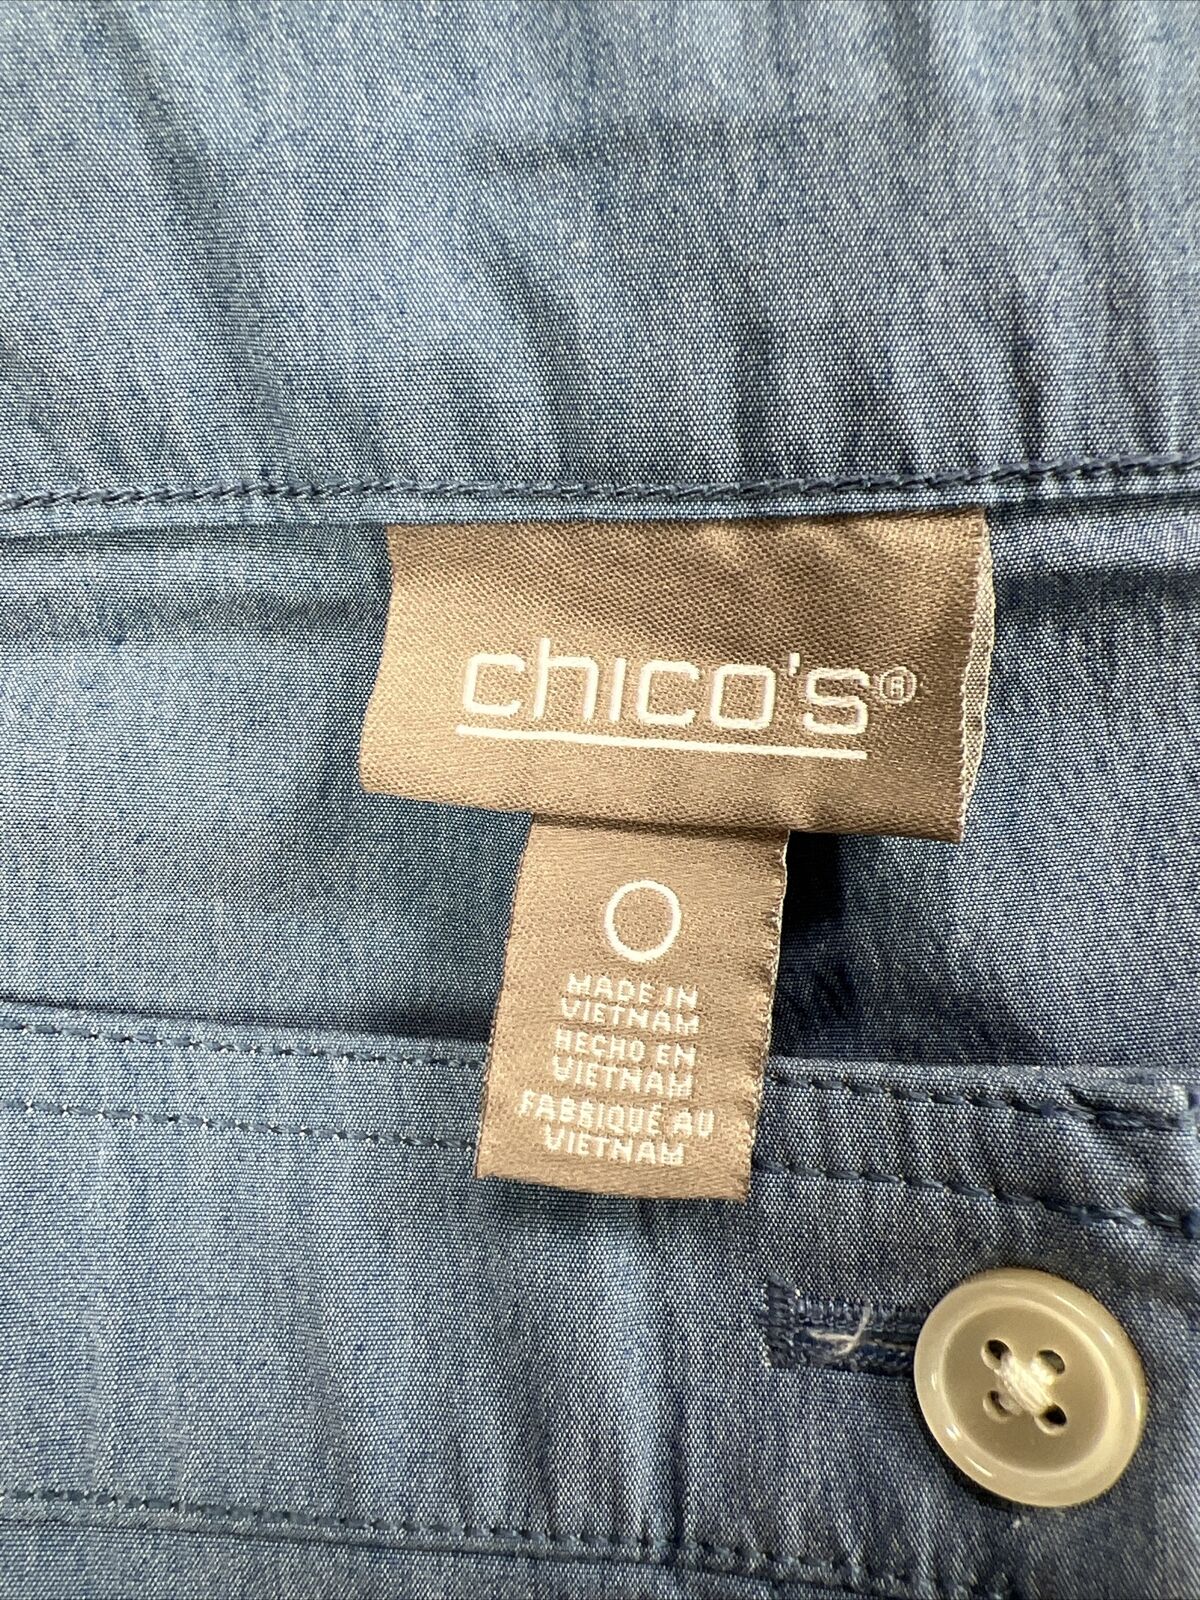 chico's®
0
MADE IN
VIETNAM
HECHO EN
VIETNAM
FABRIQUÉ AU
VIETNAM